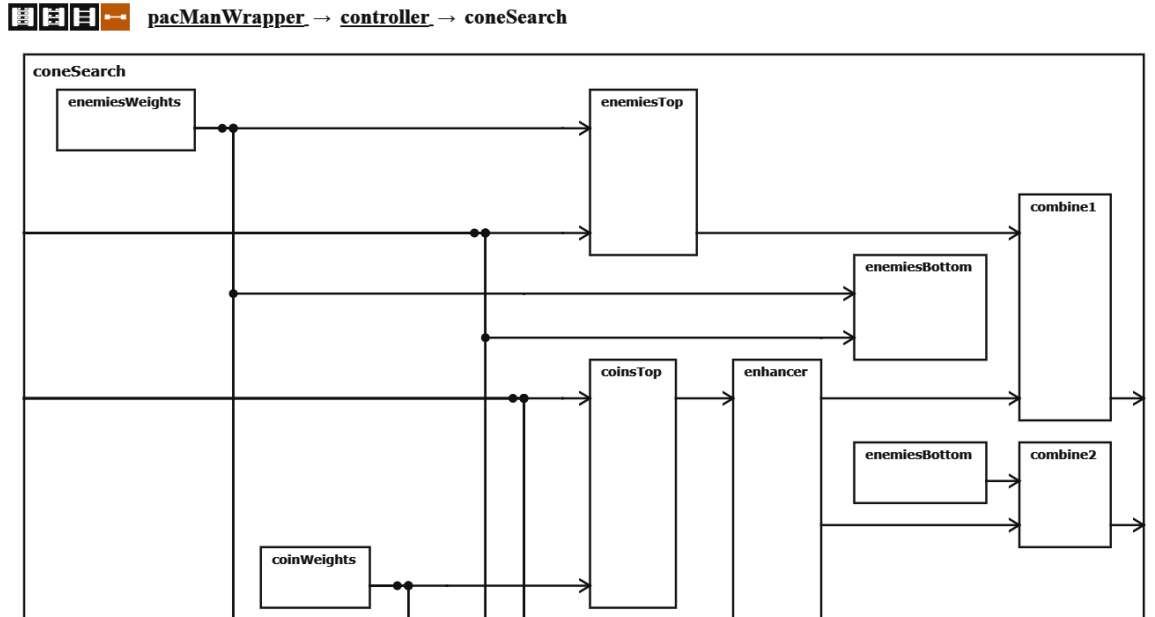 pacManWrapper → controller → coneSearch
coneSearch
enemiesWeights
enemiesTop
combine1
enemiesBottom
coinsTop
enhancer
enemiesBottom
combine2
coinWeights